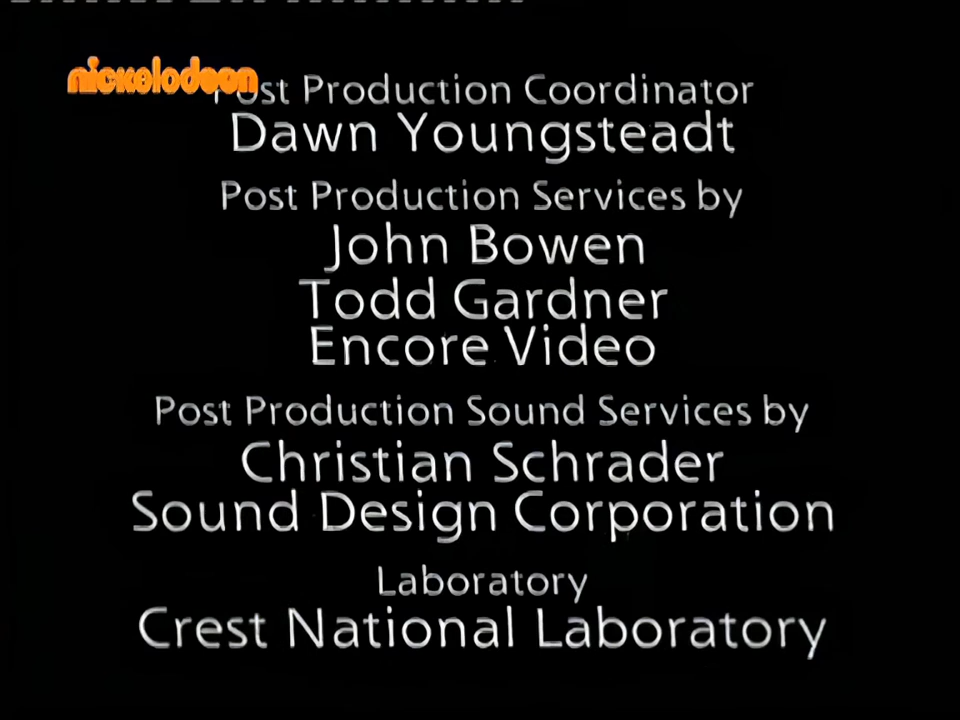 nickelodeon
Post Production Coordinator
Dawn Youngsteadt
Post Production Services by
John Bowen
Todd Gardner
Encore Video
Post Production Sound Services by
Christian Schrader
Sound Design Corporation
Laboratory
Crest National Laboratory